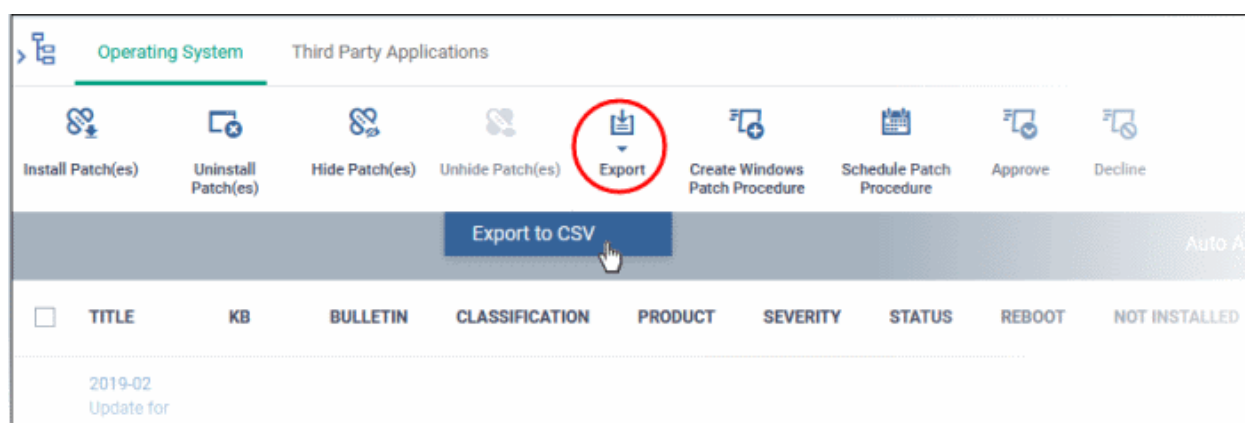 Operating System Third Party Applications
Install Patch(es) Uninstall Patch(es) Hide Patch(es) Unhide Patch(es) Export Create Windows Patch Procedure Schedule Patch Procedure Approve Decline
Export to CSV
Auto A
TITLE KB BULLETIN CLASSIFICATION PRODUCT SEVERITY STATUS REBOOT NOT INSTALLED
2019-02
Update for